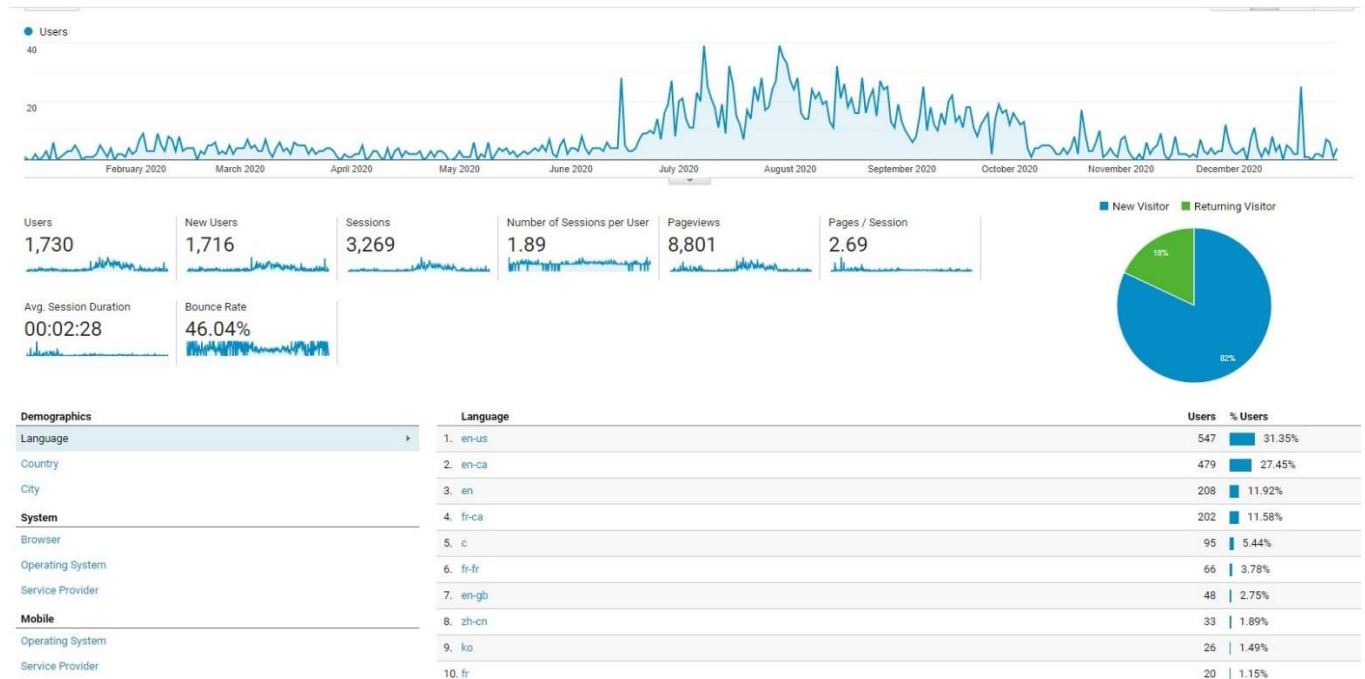 Users
40
20
February 2020 March 2020 April 2020 May 2020 June 2020 July 2020 August 2020 September 2020 October 2020 November 2020 December 2020
New Visitor Returning Visitor
Users New Users Sessions Number of Sessions per User Pageviews Pages / Session
1,730 1,716 3,269 1.89 8,801 2.69
18%
82%
Avg. Session Duration Bounce Rate
00:02:28 46.04%
Demographics
Language
Country
City
System
Browser
Operating System
Service Provider
Mobile
Operating System
Service Provider
Language Users % Users
1. en-us 547 31.35%
2. en-ca 479 27.45%
3. en 208 11.92%
4. fr-ca 202 11.58%
5. c 95 5.44%
6. fr-fr 66 3.78%
7. en-gb 48 2.75%
8. zh-cn 33 1.89%
9. ko 26 1.49%
10. fr 20 1.15%